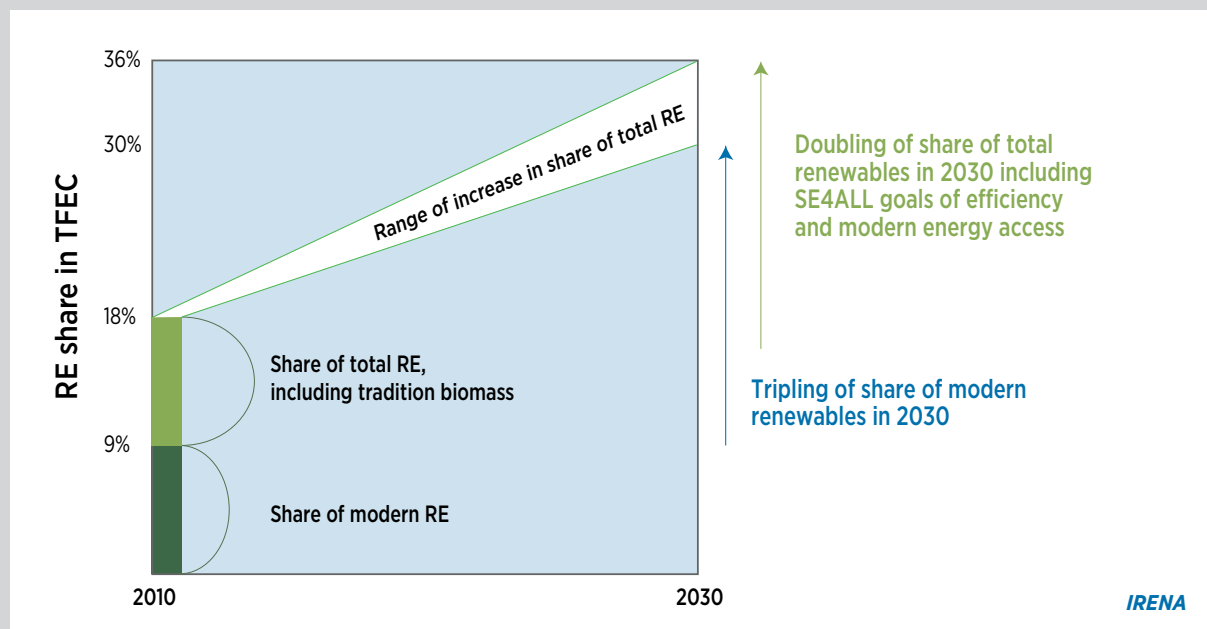 RE share in TFEC
36%
30%
18%
9%
2010
2030
Range of increase in share of total RE
Share of total RE,
including tradition biomass
Share of modern RE
Doubling of share of total
renewables in 2030 including
SE4ALL goals of efficiency
and modern energy access
Tripling of share of modern
renewables in 2030
IRENA